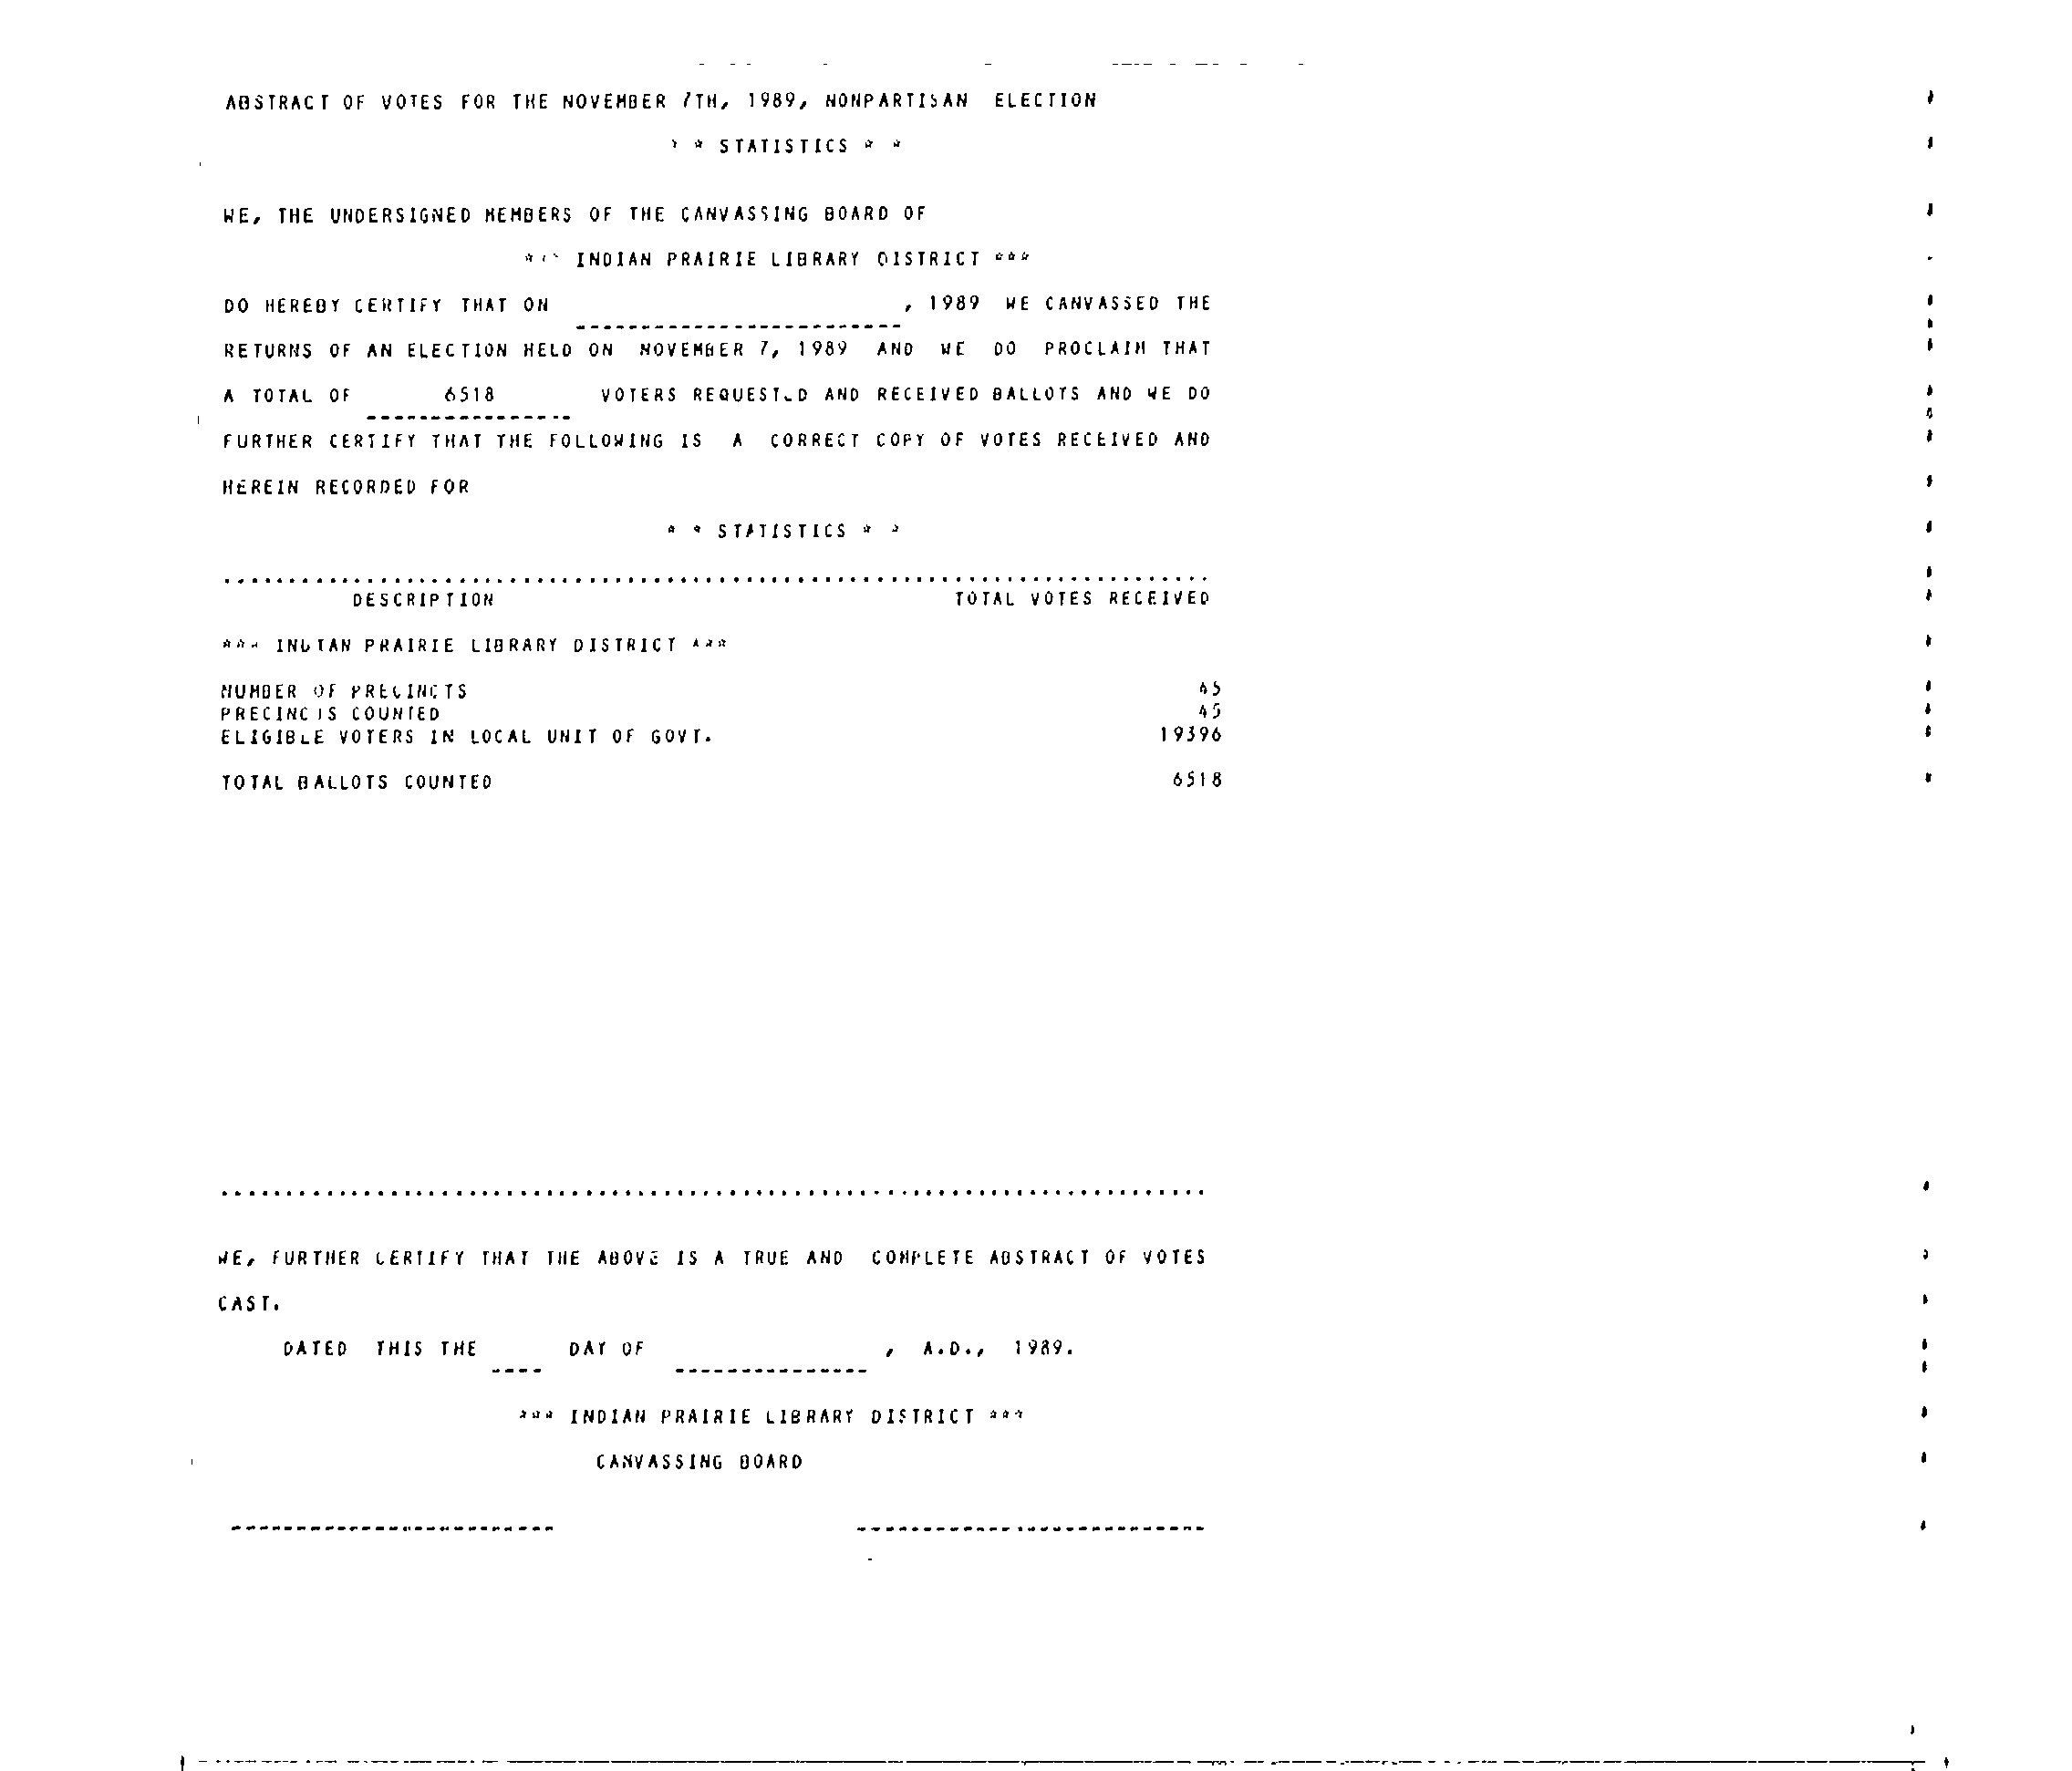 ABSTRACT OF VOTES FOR THE NOVEMBER 7TH, 1989, NONPARTISAN ELECTION
* * STATISTICS * *
WE, THE UNDERSIGNED MEMBERS OF THE CANVASSING BOARD OF
*** INDIAN PRAIRIE LIBRARY DISTRICT ***
DO HEREBY CERTIFY THAT ON , 1989 WE CANVASSED THE
RETURNS OF AN ELECTION HELD ON NOVEMBER 7, 1989 AND WE DO PROCLAIM THAT
A TOTAL OF 6518 VOTERS REQUESTED AND RECEIVED BALLOTS AND WE DO
FURTHER CERTIFY THAT THE FOLLOWING IS A CORRECT COPY OF VOTES RECEIVED AND
HEREIN RECORDED FOR
* * STATISTICS * *
DESCRIPTION TOTAL VOTES RECEIVED
*** INDIAN PRAIRIE LIBRARY DISTRICT ***
NUMBER OF PRECINCTS 45
PRECINCTS COUNTED 45
ELIGIBLE VOTERS IN LOCAL UNIT OF GOVT. 19396
TOTAL BALLOTS COUNTED 6518
WE, FURTHER CERTIFY THAT THE ABOVE IS A TRUE AND COMPLETE ABSTRACT OF VOTES
CAST.
DATED THIS THE ---- DAY OF --------------- , A.D., 1989.
*** INDIAN PRAIRIE LIBRARY DISTRICT ***
CANVASSING BOARD